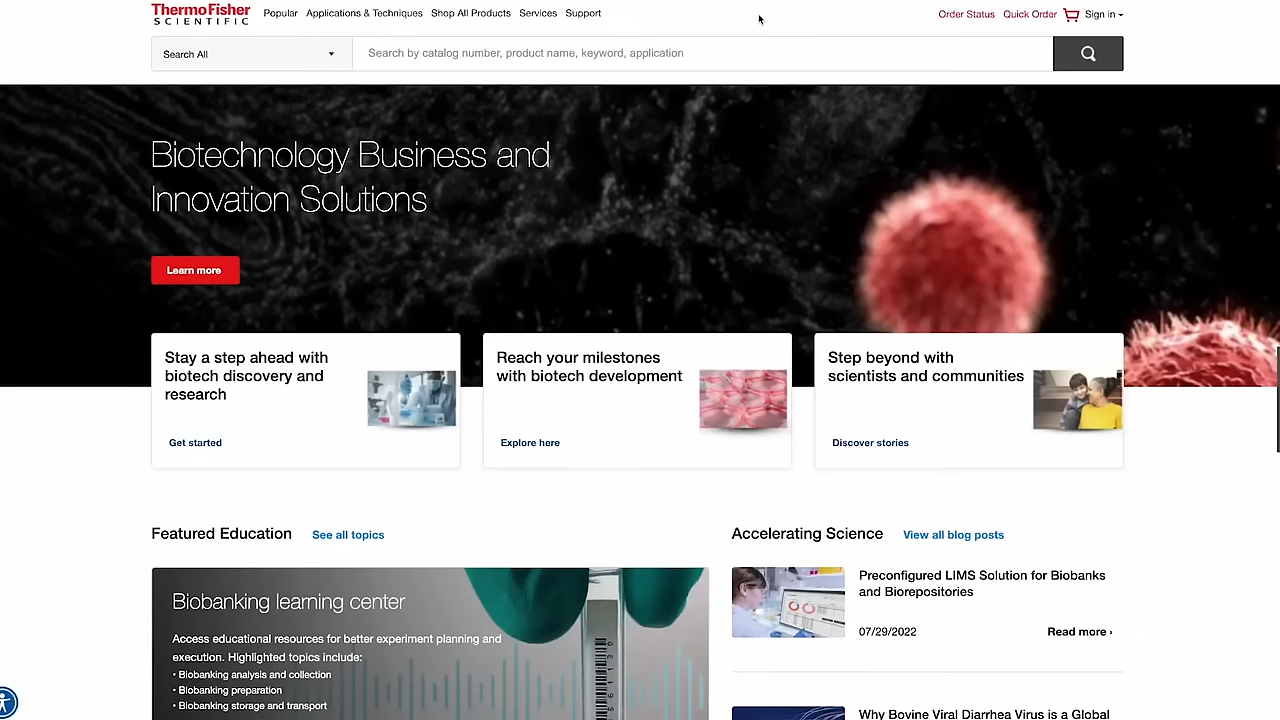 ThermoFisher
SCIENTIFIC
Popular Applications & Techniques Shop All Products Services Support
Order Status Quick Order Sign in
Search All
Search by catalog number, product name, keyword, application
Biotechnology Business and
Innovation Solutions
Learn more
Stay a step ahead with
biotech discovery and
research
Get started
Reach your milestones
with biotech development
Explore here
Step beyond with
scientists and communities
Discover stories
Featured Education See all topics
Biobanking learning center
Access educational resources for better experiment planning and
execution. Highlighted topics include:
• Biobanking analysis and collection
• Biobanking preparation
• Biobanking storage and transport
Accelerating Science View all blog posts
Preconfigured LIMS Solution for Biobanks
and Biorepositories
07/29/2022 Read more ›
Why Bovine Viral Diarrhea Virus is a Global